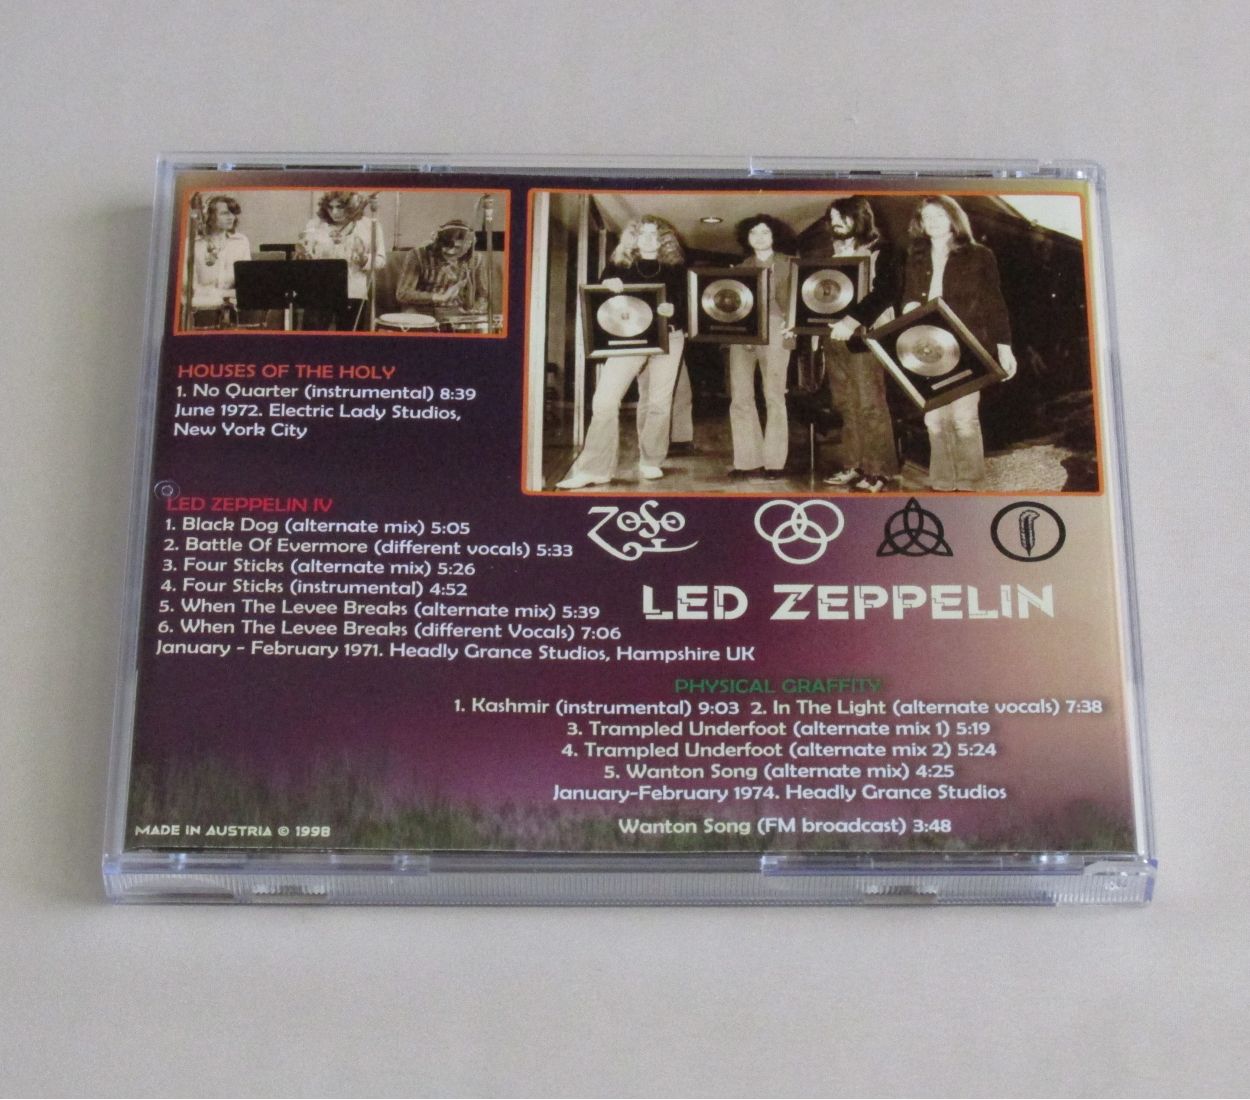 HOUSES OF THE HOLY
1. No Quarter (instrumental) 8:39
June 1972. Electric Lady Studios,
New York City
LED ZEPPELIN IV
1. Black Dog (alternate mix) 5:05
2. Battle Of Evermore (different vocals) 5:33
3. Four Sticks (alternate mix) 5:26
4. Four Sticks (instrumental) 4:52
5. When The Levee Breaks (alternate mix) 5:39
6. When The Levee Breaks (different Vocals) 7:06
January - February 1971. Headly Grance Studios, Hampshire UK
ZOSO
LED ZEPPELIN
PHYSICAL GRAFFITY
1. Kashmir (instrumental) 9:03 2. In The Light (alternate vocals) 7:38
3. Trampled Underfoot (alternate mix 1) 5:19
4. Trampled Underfoot (alternate mix 2) 5:24
5. Wanton Song (alternate mix) 4:25
January-February 1974. Headly Grance Studios
Wanton Song (FM broadcast) 3:48
MADE IN AUSTRIA © 1998